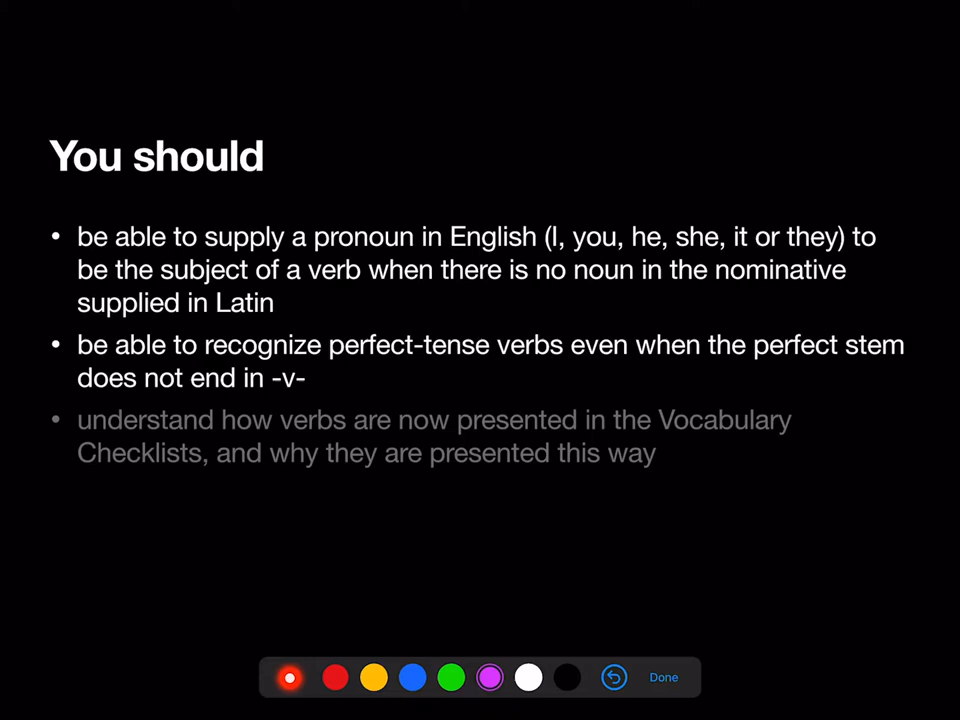 You should
• be able to supply a pronoun in English (I, you, he, she, it or they) to
be the subject of a verb when there is no noun in the nominative
supplied in Latin
• be able to recognize perfect-tense verbs even when the perfect stem
does not end in -v-
• understand how verbs are now presented in the Vocabulary
Checklists, and why they are presented this way
Done